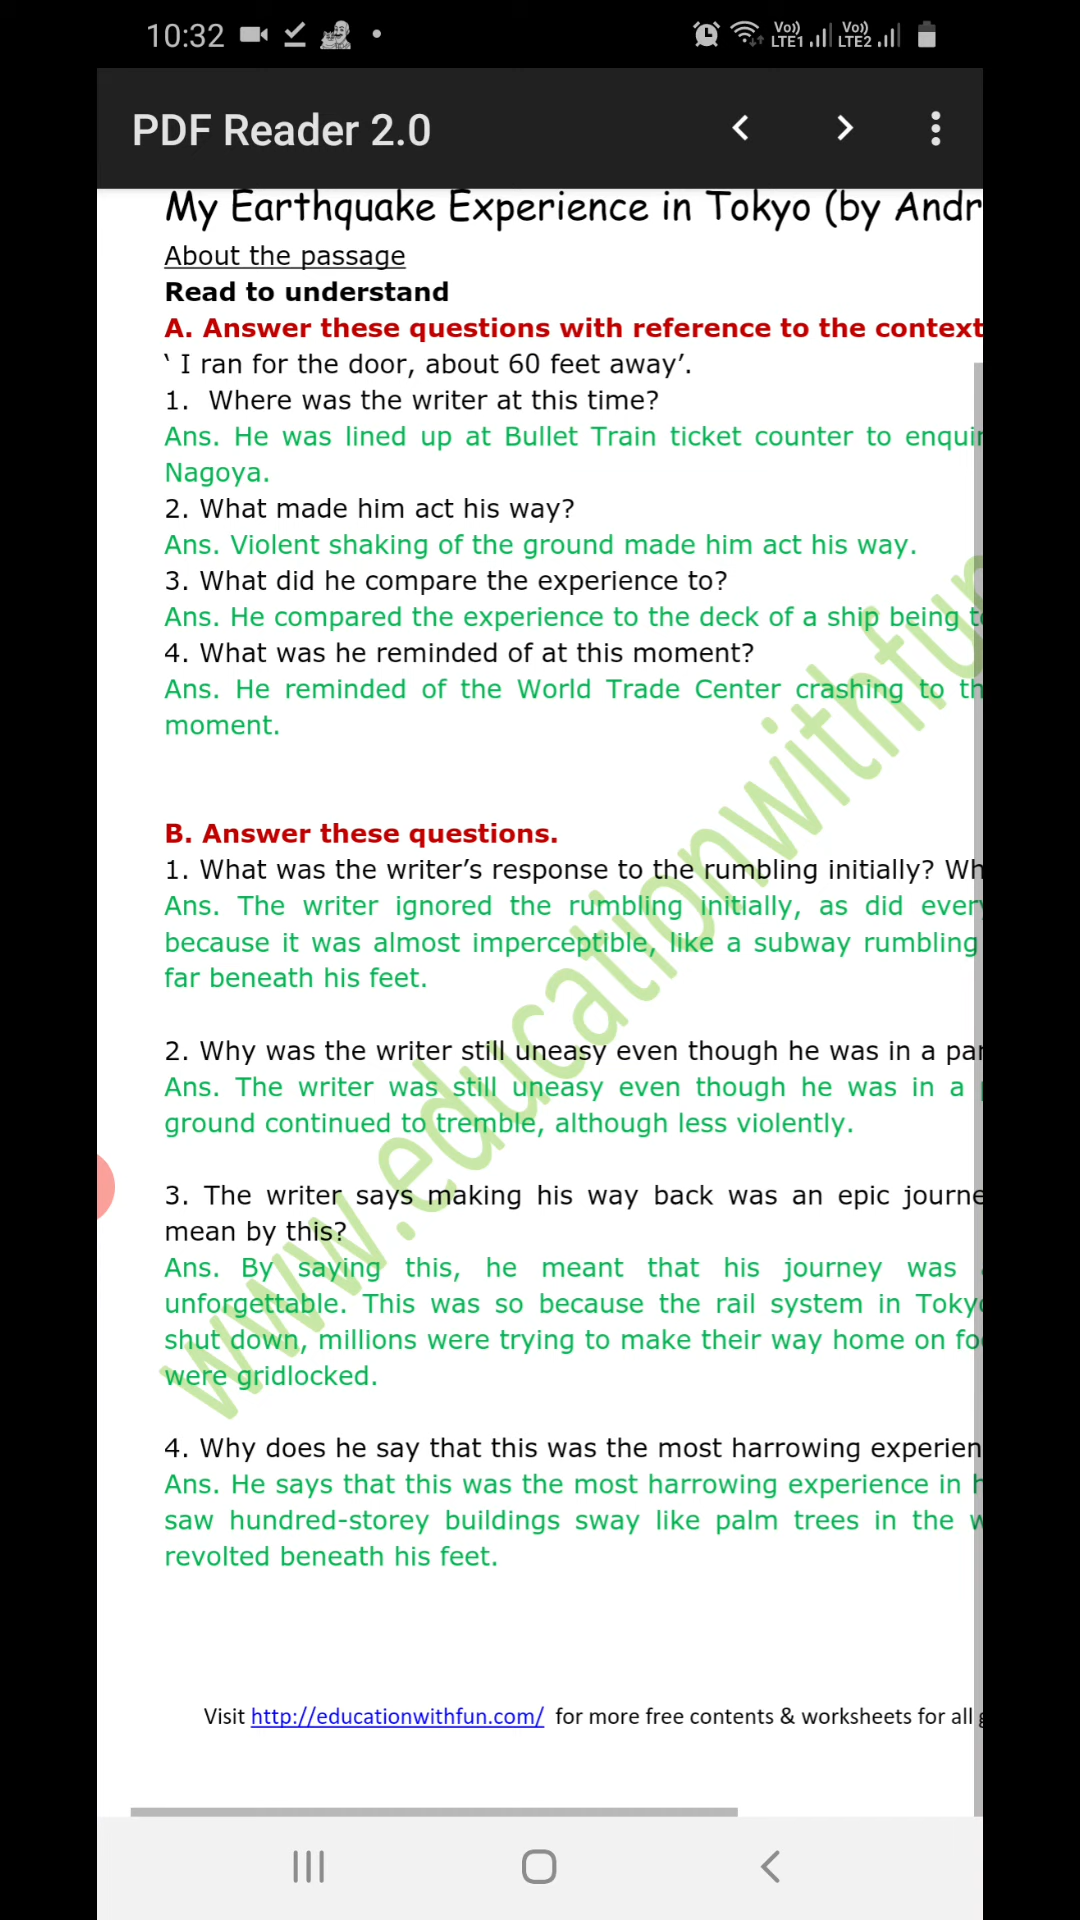 10:32
Vo)) LTE1 Vo)) LTE2
PDF Reader 2.0
My Earthquake Experience in Tokyo (by Andr
About the passage
Read to understand
A. Answer these questions with reference to the context
‘ I ran for the door, about 60 feet away’.
1. Where was the writer at this time?
Ans. He was lined up at Bullet Train ticket counter to enquir
Nagoya.
2. What made him act his way?
Ans. Violent shaking of the ground made him act his way.
3. What did he compare the experience to?
Ans. He compared the experience to the deck of a ship being
4. What was he reminded of at this moment?
Ans. He reminded of the World Trade Center crashing to th
moment.
B. Answer these questions.
1. What was the writer’s response to the rumbling initially? Wh
Ans. The writer ignored the rumbling initially, as did ever
because it was almost imperceptible, like a subway rumbling
far beneath his feet.
2. Why was the writer still uneasy even though he was in a par
Ans. The writer was still uneasy even though he was in a
ground continued to tremble, although less violently.
3. The writer says making his way back was an epic journe
mean by this?
Ans. By saying this, he meant that his journey was
unforgettable. This was so because the rail system in Toky
shut down, millions were trying to make their way home on fo
were gridlocked.
4. Why does he say that this was the most harrowing experien
Ans. He says that this was the most harrowing experience in h
saw hundred-storey buildings sway like palm trees in the w
revolted beneath his feet.
www.educationwithfun
Visit http://educationwithfun.com/ for more free contents & worksheets for all